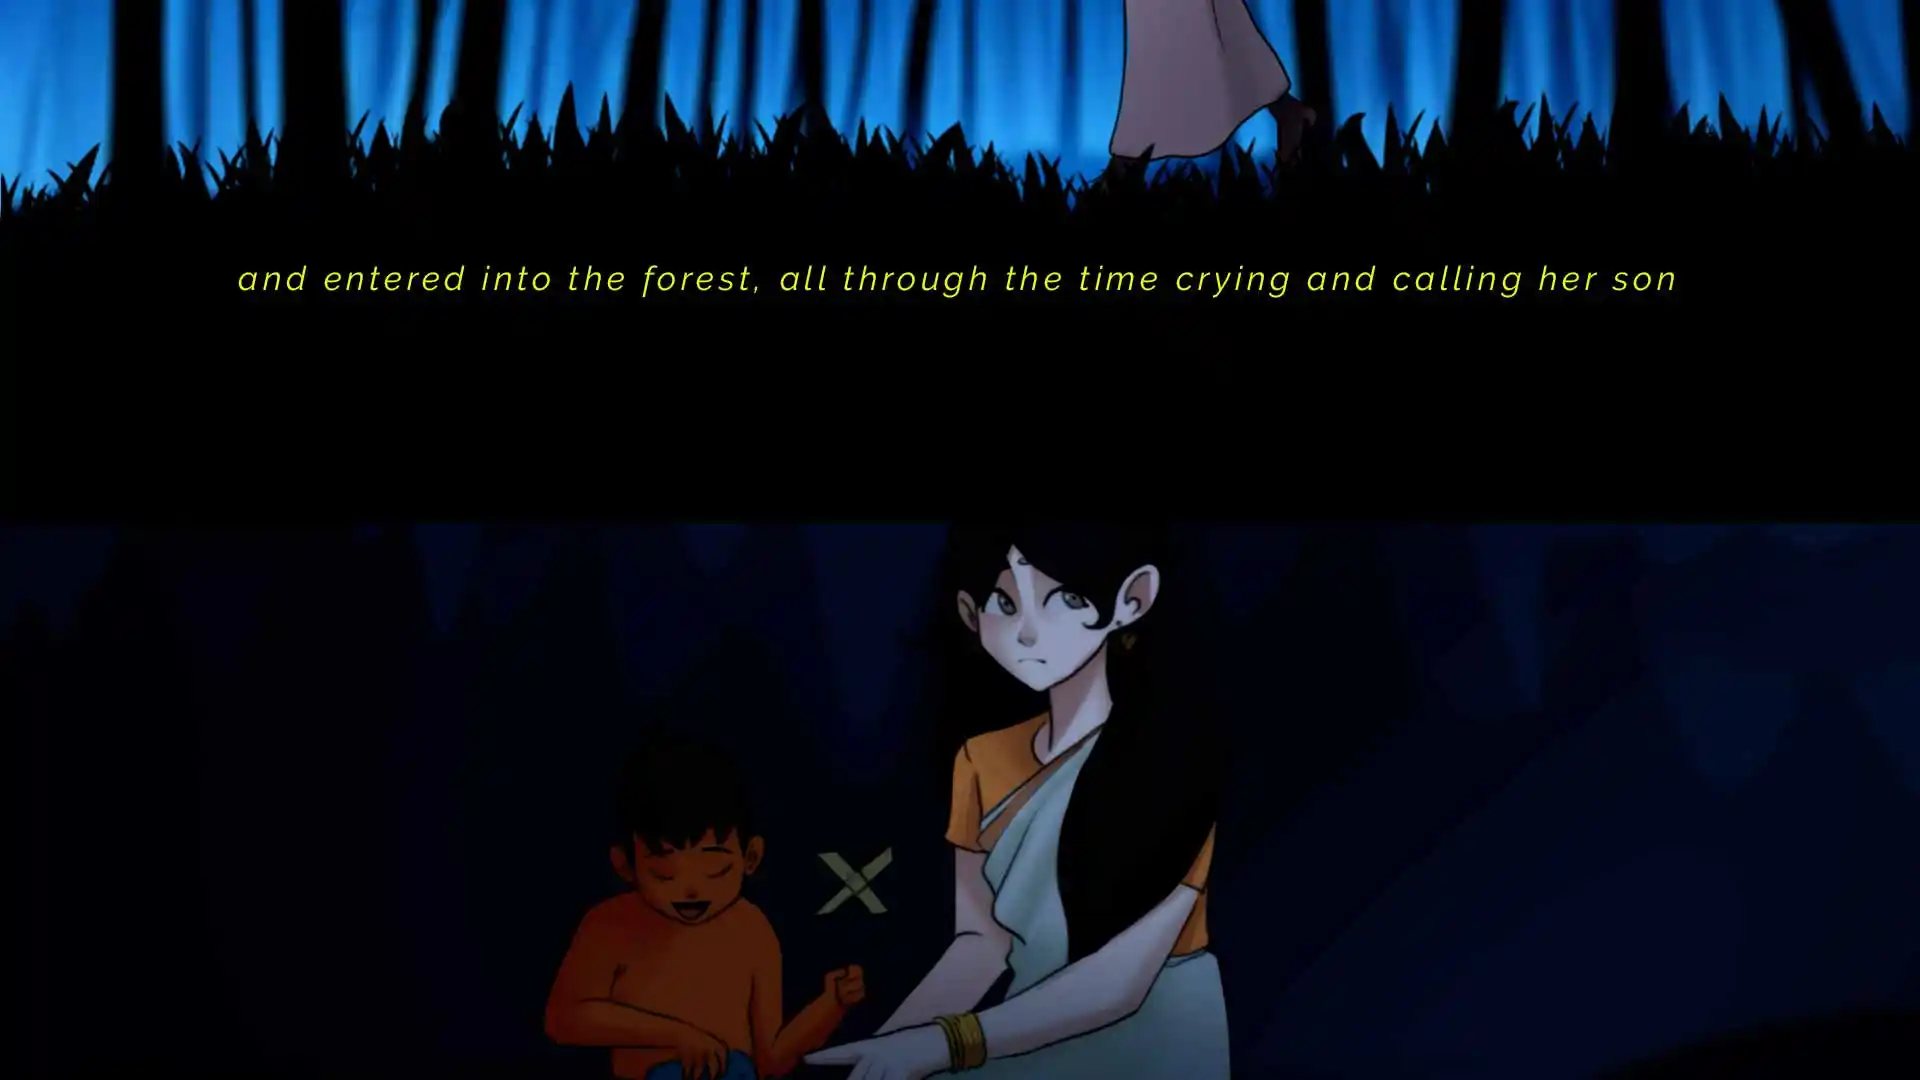 and entered into the forest, all through the time crying and calling her son